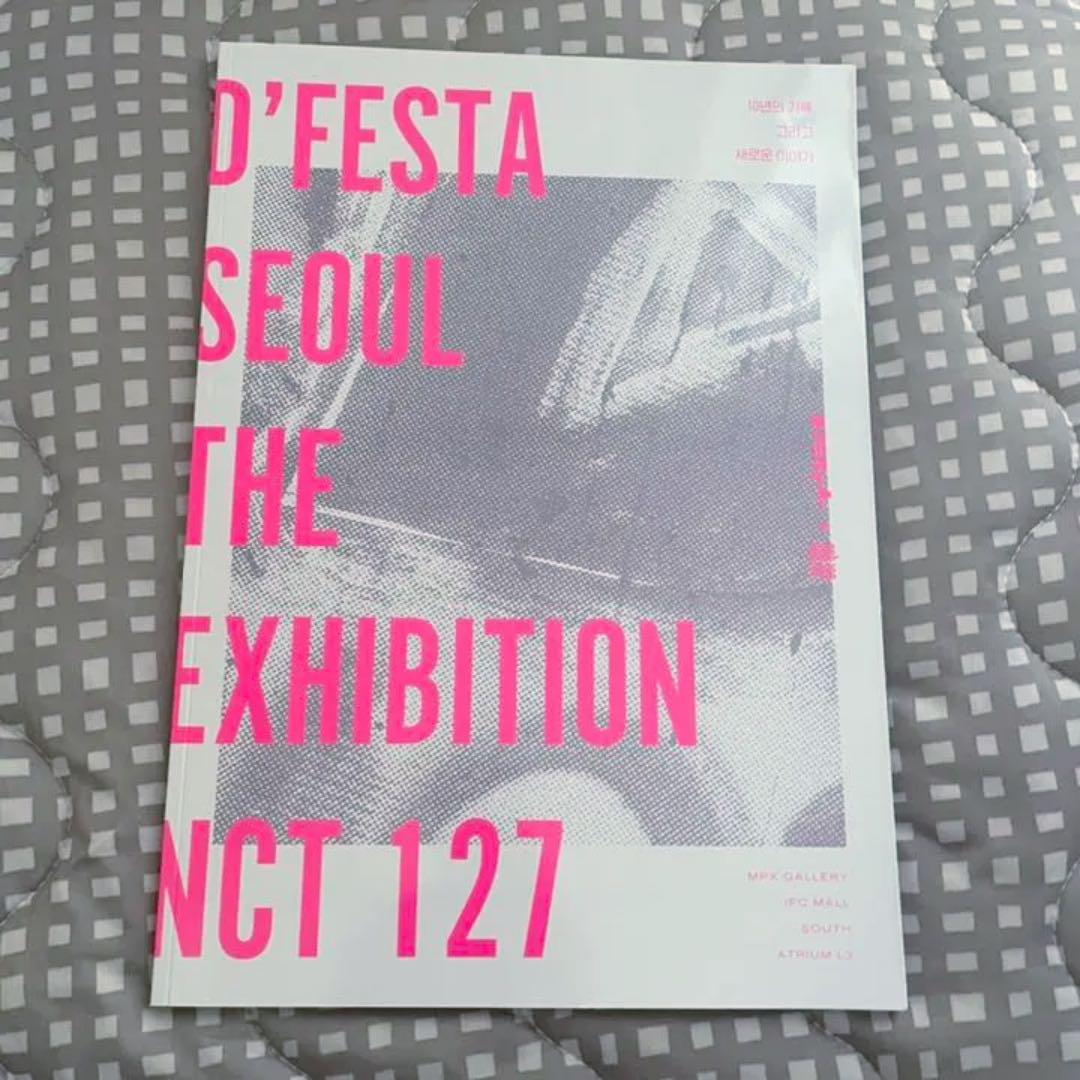 D'FESTA
SEOUL
THE
EXHIBITION
NCT 127
10년의 기록
그리고
새로운 이야기
MPX GALLERY
IFC MALL
SOUTH
ATRIUM L3